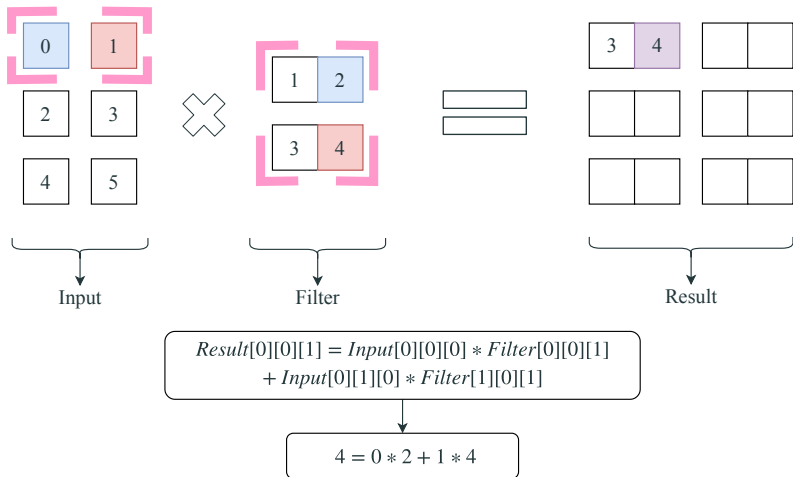 0 1
2 3
4 5
1 2
3 4
3 4
Input
Filter
Result
Result[0][0][1] = Input[0][0][0] ∗ Filter[0][0][1]
+ Input[0][1][0] ∗ Filter[1][0][1]
4 = 0 ∗ 2 + 1 ∗ 4